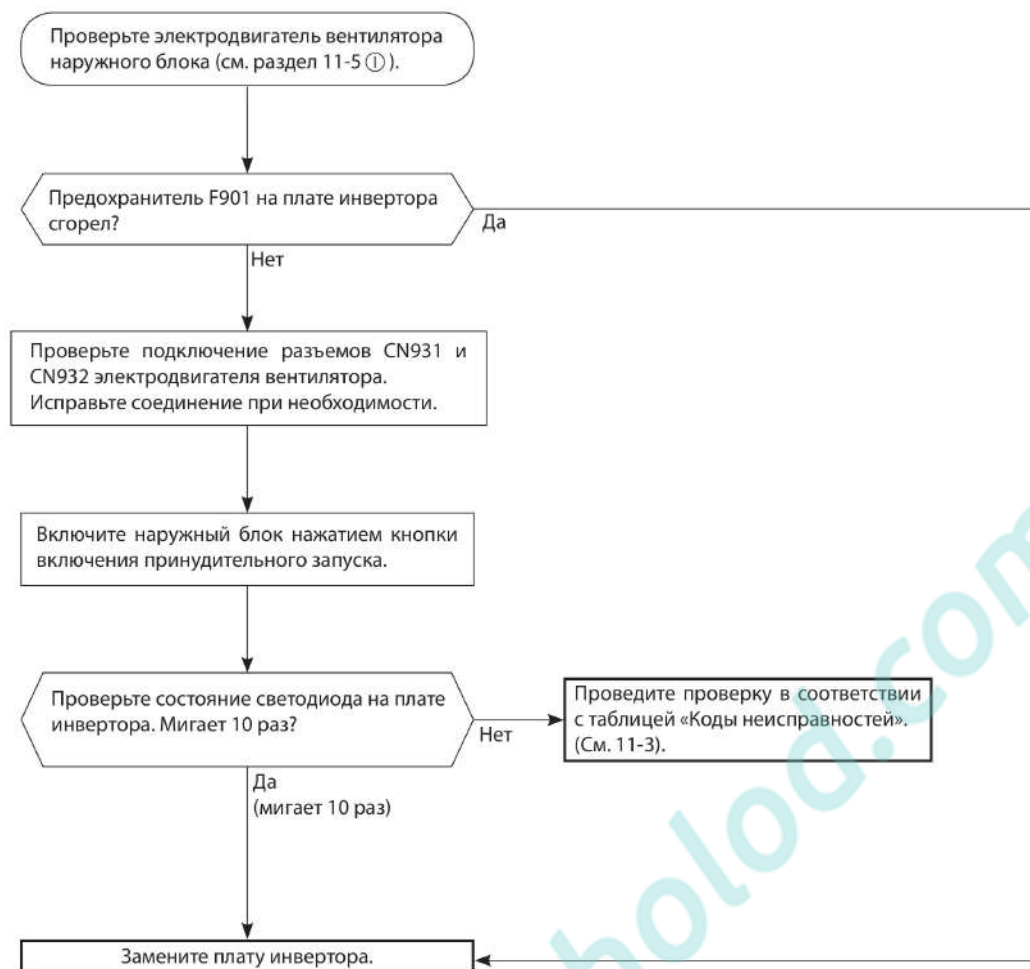 Проверьте электродвигатель вентилятора
наружного блока (см. раздел 11-5 Ⓘ ).
Предохранитель F901 на плате инвертора
сгорел?
Да
Нет
Проверьте подключение разъемов CN931 и
CN932 электродвигателя вентилятора.
Исправьте соединение при необходимости.
Включите наружный блок нажатием кнопки
включения принудительного запуска.
Проверьте состояние светодиода на плате
инвертора. Мигает 10 раз?
Нет
Проведите проверку в соответствии
с таблицей «Коды неисправностей».
(См. 11-3).
Да
(мигает 10 раз)
Замените плату инвертора.
holod.com